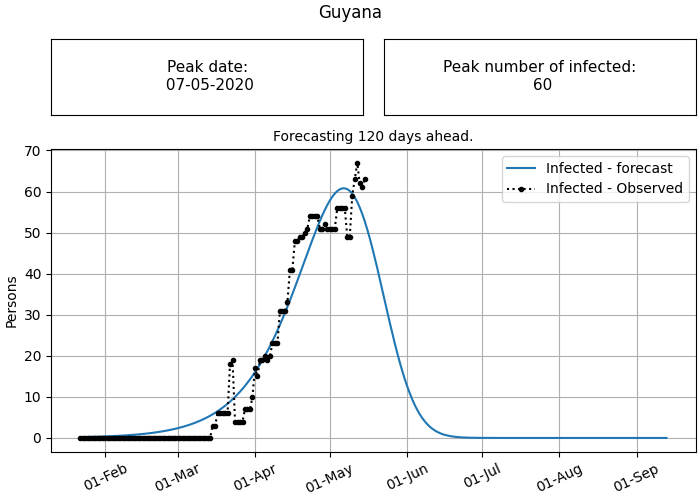 Guyana
Peak date:
07-05-2020
Peak number of infected:
60
Forecasting 120 days ahead.
Infected - forecast
Infected - Observed
Persons
70
60
50
40
30
20
10
0
01-Feb
01-Mar
01-Apr
01-May
01-Jun
01-Jul
01-Aug
01-Sep